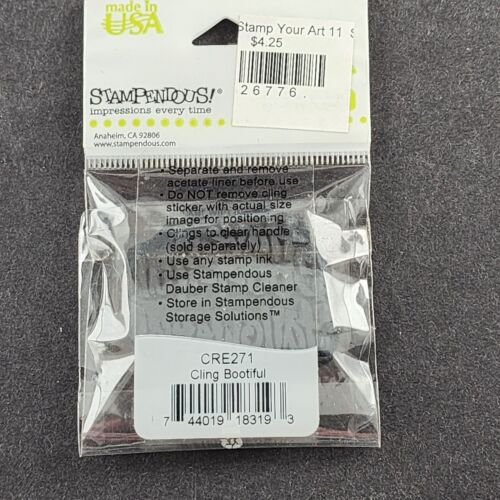 made in
USA
Stamp Your Art 11 S
$4.25
26776.
STAMPENDOUS!®
impressions every time
Anaheim, CA 92806
www.stampendous.com
• Separate and remove
acetate liner before use
• Do NOT remove cling
sticker with actual size
image for positioning
• Clings to clear handle
(sold separately)
• Use any stamp ink
• Use Stampendous
Dauber Stamp Cleaner
• Store in Stampendous
Storage Solutions™
CRE271
Cling Bootiful
7 44019 18319 3